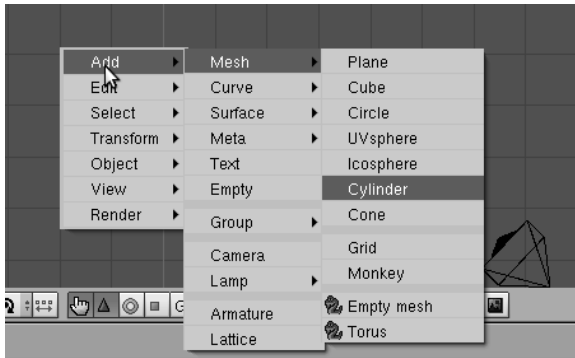 Add
Edit
Select
Transform
Object
View
Render
Mesh
Curve
Surface
Meta
Text
Empty
Group
Camera
Lamp
Armature
Lattice
Plane
Cube
Circle
UVsphere
Icosphere
Cylinder
Cone
Grid
Monkey
Empty mesh
Torus
G